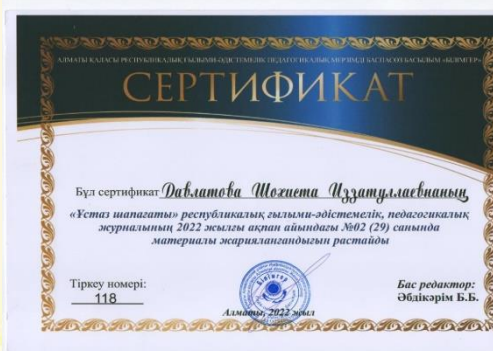 АЛМАТЫ ҚАЛАСЫ РЕСПУБЛИКАЛЫҚ ҒЫЛЫМИ-ӘДІСТЕМЕЛІК ПЕДАГОГИКАЛЫҚ МЕРЗІМДІ БАСПАСӨЗ БАСЫЛЫМ «БІЛІМГЕР»
СЕРТИФИКАТ
Бұл сертификат Давлатова Шохиста Иззатуллаевнаның
«Ұстаз шапағаты» республикалық ғылыми-әдістемелік, педагогикалық
журналының 2022 жылғы ақпан айындағы №02 (29) санында
материалы жарияланғандығын растайды
Тіркеу номері:
118
Білімгер
Бас редактор:
Әбдікәрім Б.Б.
Алматы, 2022 жыл